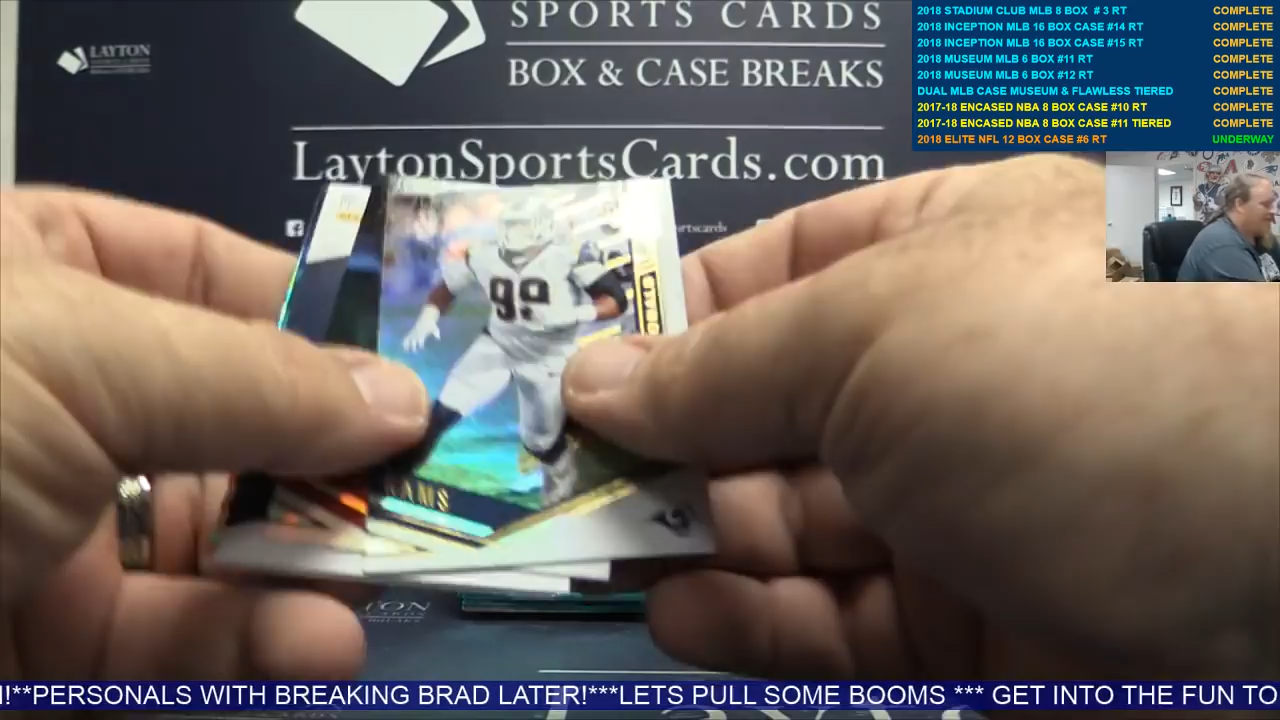 SPORTS CARDS
BOX & CASE BREAKS
LaytonSportsCards.com
LAYTON
2018 STADIUM CLUB MLB 8 BOX # 3 RT COMPLETE
2018 INCEPTION MLB 16 BOX CASE #14 RT COMPLETE
2018 INCEPTION MLB 16 BOX CASE #15 RT COMPLETE
2018 MUSEUM MLB 6 BOX #11 RT COMPLETE
2018 MUSEUM MLB 6 BOX #12 RT COMPLETE
DUAL MLB CASE MUSEUM & FLAWLESS TIERED COMPLETE
2017-18 ENCASED NBA 8 BOX CASE #10 RT COMPLETE
2017-18 ENCASED NBA 8 BOX CASE #11 TIERED COMPLETE
2018 ELITE NFL 12 BOX CASE #6 RT UNDERWAY
99
AMS
!**PERSONALS WITH BREAKING BRAD LATER!***LETS PULL SOME BOOMS *** GET INTO THE FUN TO